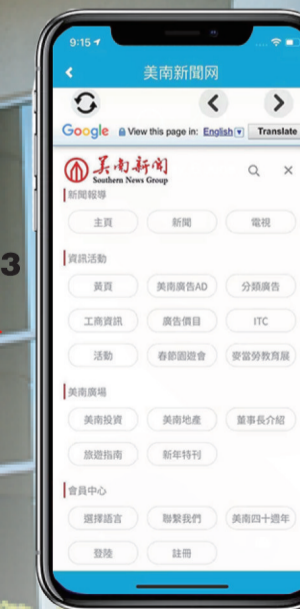 9:15
美南新聞网
Google View this page in: English Translate
美南新聞
Southern News Group
新聞報導
主頁 新聞 電視
資訊活動
黃頁 美南廣告AD 分類廣告
工商資訊 廣告價目 ITC
活動 春節園遊會 麥當勞教育展
美南廣場
美南投資 美南地產 董事長介紹
旅遊指南 新年特刊
會員中心
選擇語言 聯繫我們 美南四十週年
登陸 註冊
3